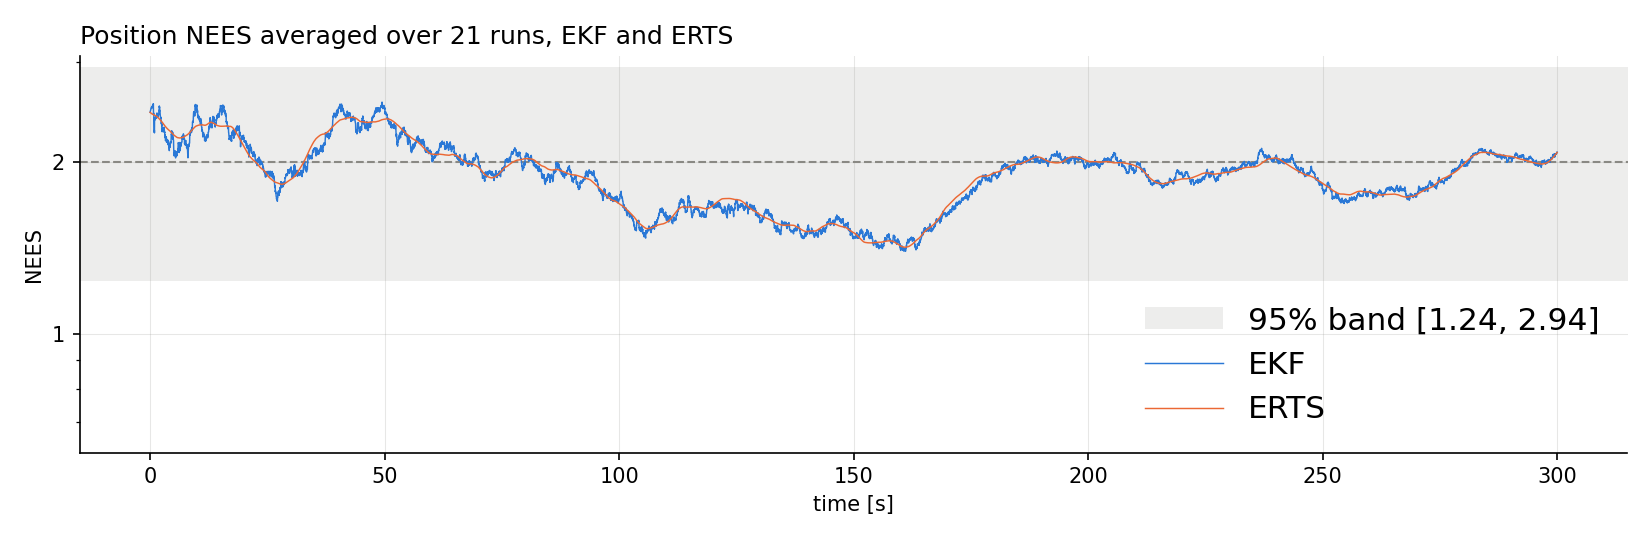 Position NEES averaged over 21 runs, EKF and ERTS
NEES
2
1
95% band [1.24, 2.94]
EKF
ERTS
0 50 100 150 200 250 300
time [s]